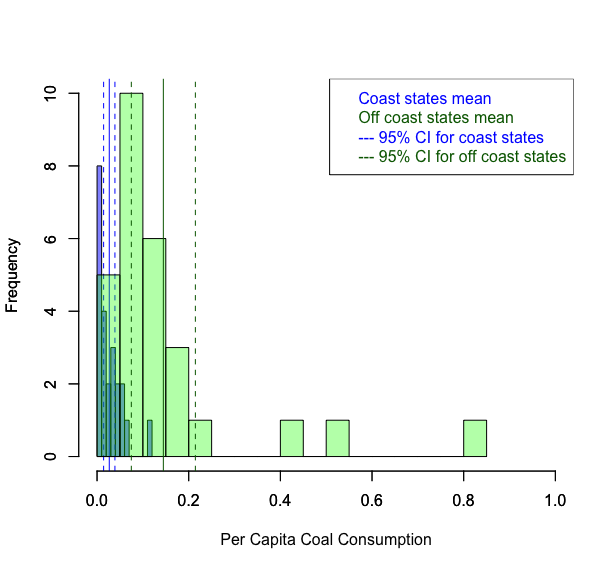 Coast states mean
Off coast states mean
--- 95% CI for coast states
--- 95% CI for off coast states
10
8
6
4
2
0
Frequency
0.0 0.2 0.4 0.6 0.8 1.0
Per Capita Coal Consumption